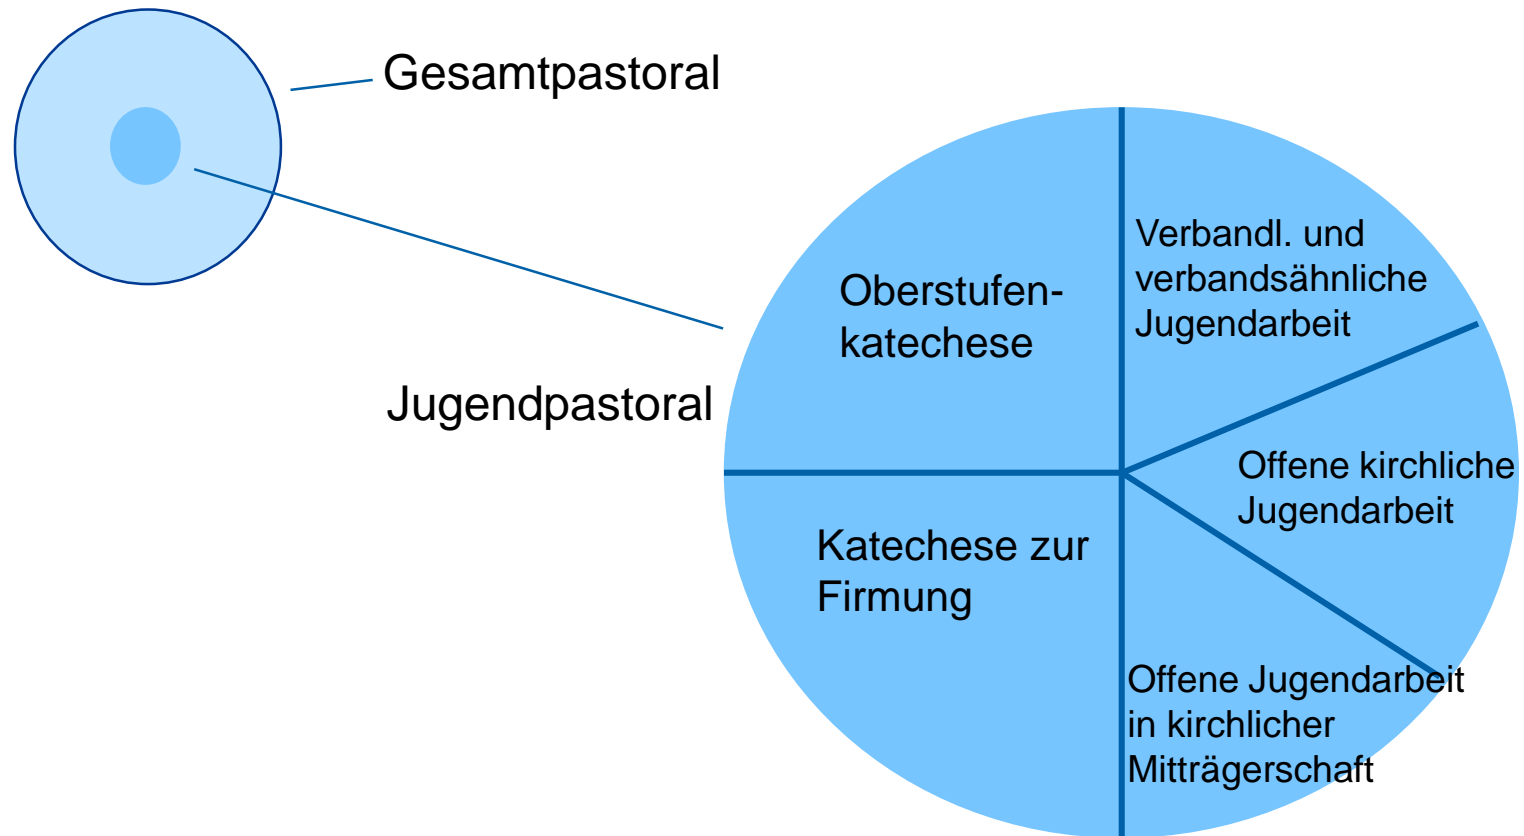 Gesamtpastoral
Jugendpastoral
Oberstufen-
katechese
Verbandl. und
verbandsähnliche
Jugendarbeit
Offene kirchliche
Jugendarbeit
Katechese zur
Firmung
Offene Jugendarbeit
in kirchlicher
Mitträgerschaft